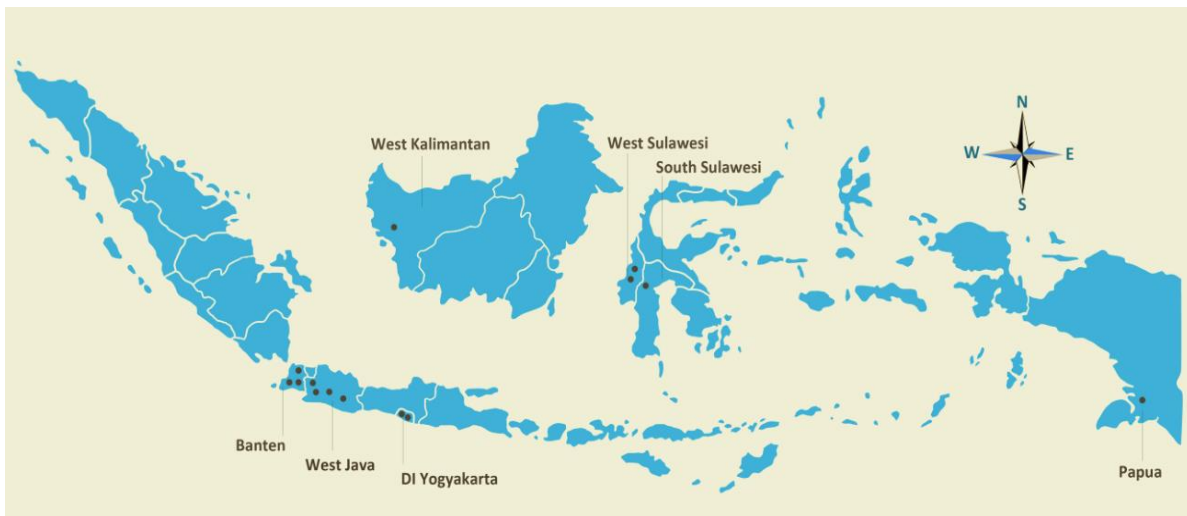 N
West Kalimantan
West Sulawesi
W
E
South Sulawesi
S
Banten
West Java
DI Yogyakarta
Papua